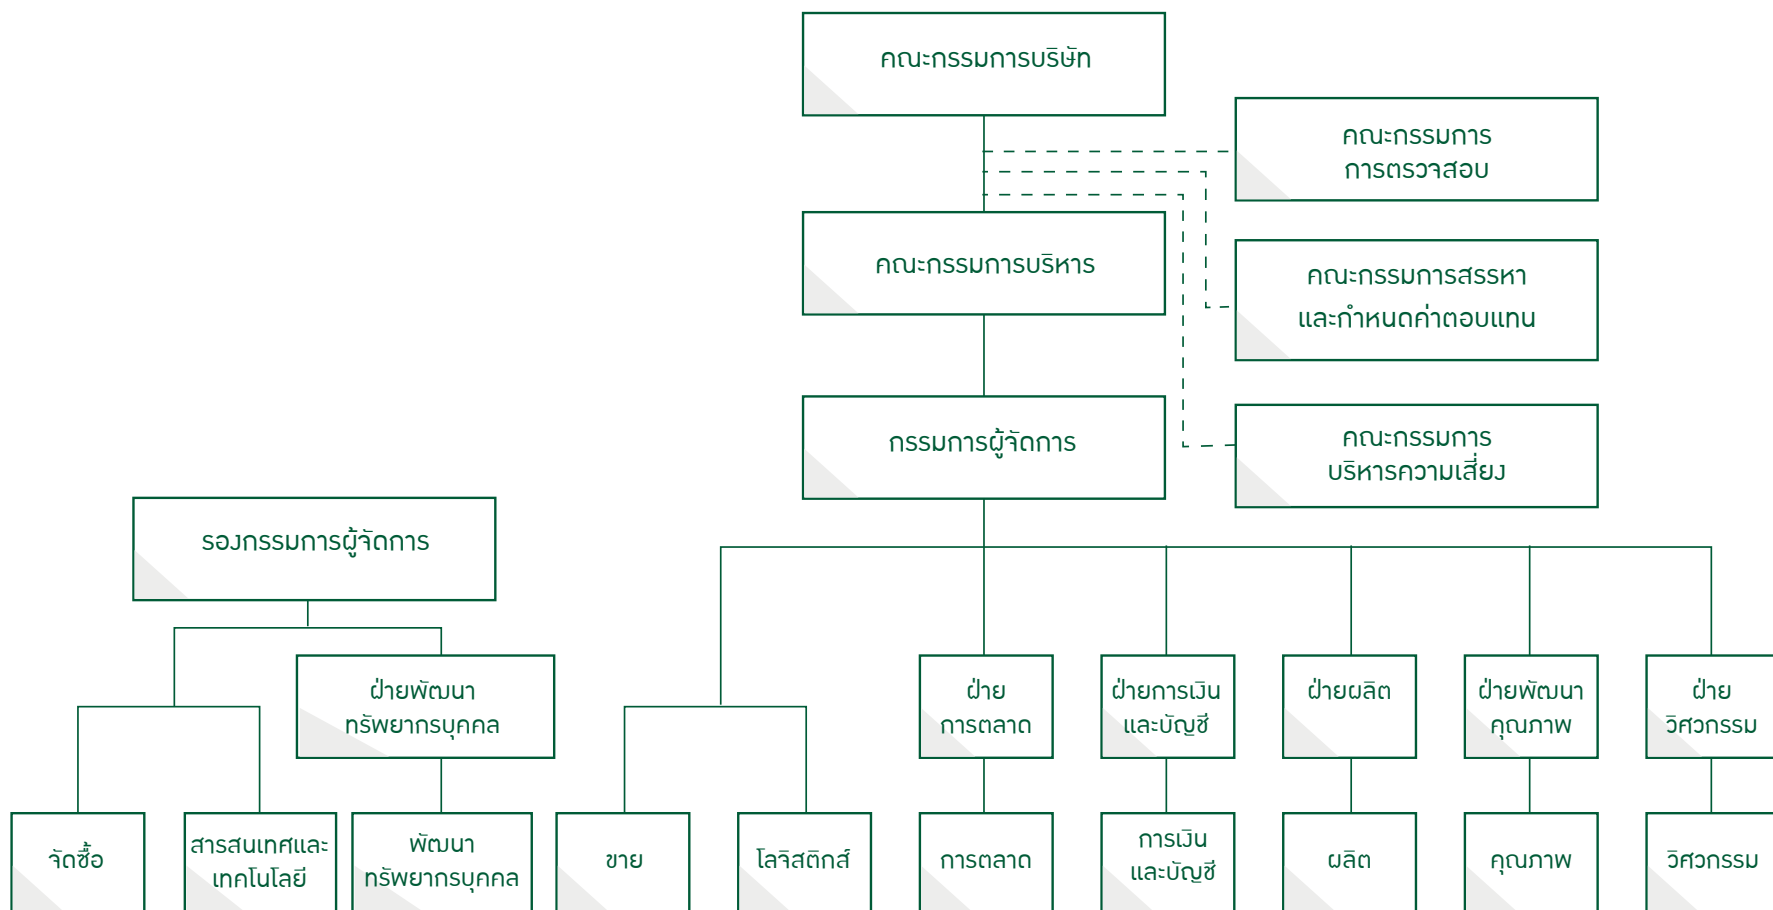 คณะกรรมการบริษัท
คณะกรรมการ
การตรวจสอบ
คณะกรรมการบริหาร
คณะกรรมการสรรหา
และกำหนดค่าตอบแทน
กรรมการผู้จัดการ
คณะกรรมการ
บริหารความเสี่ยง
รองกรรมการผู้จัดการ
ฝ่ายพัฒนา
ทรัพยากรบุคคล
ฝ่าย
การตลาด
ฝ่ายการเงิน
และบัญชี
ฝ่ายผลิต
ฝ่ายพัฒนา
คุณภาพ
ฝ่าย
วิศวกรรม
จัดซื้อ
สารสนเทศและ
เทคโนโลยี
พัฒนา
ทรัพยากรบุคคล
ขาย
โลจิสติกส์
การตลาด
การเงิน
และบัญชี
ผลิต
คุณภาพ
วิศวกรรม